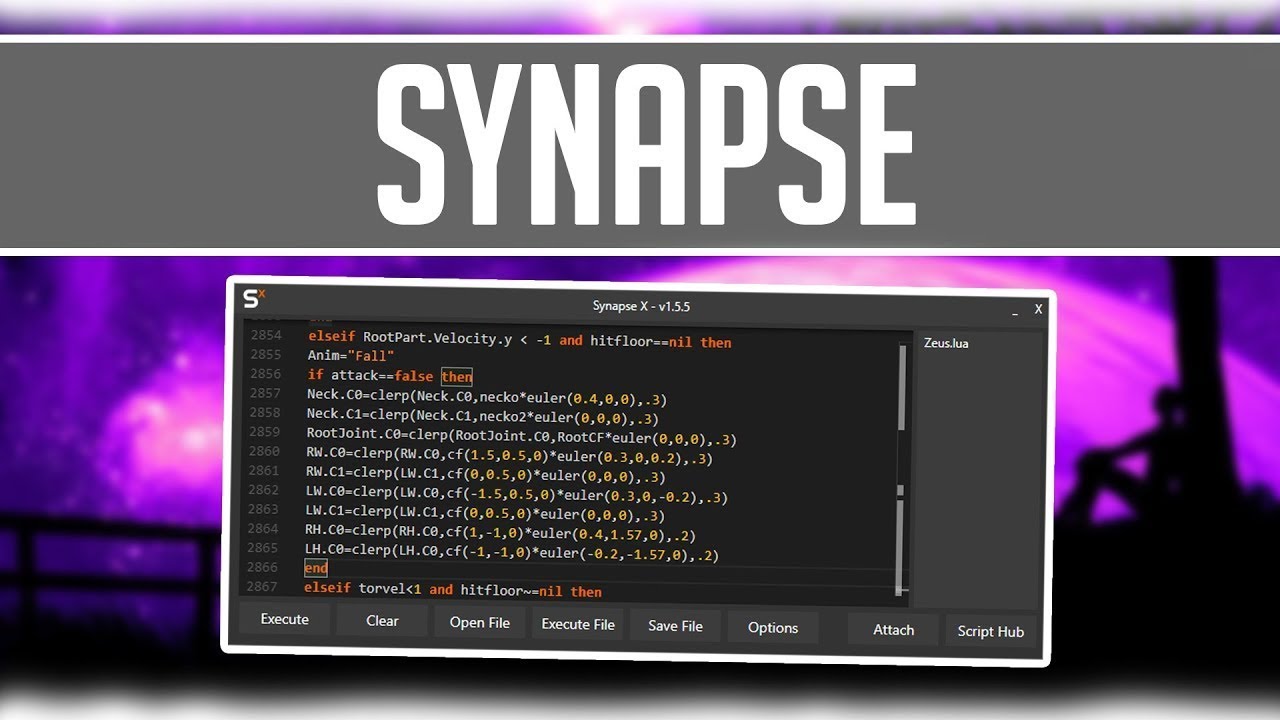 SYNAPSE
Sx
Synapse X - v1.5.5
_ X
2854 elseif RootPart.Velocity.y < -1 and hitfloor==nil then
2855 Anim="Fall"
2856 if attack==false then
2857 Neck.C0=clerp(Neck.C0,necko*euler(0.4,0,0),.3)
2858 Neck.C1=clerp(Neck.C1,necko2*euler(0,0,0),.3)
2859 RootJoint.C0=clerp(RootJoint.C0,RootCF*euler(0,0,0),.3)
2860 RW.C0=clerp(RW.C0,cf(1.5,0.5,0)*euler(0.3,0,0.2),.3)
2861 RW.C1=clerp(LW.C1,cf(0,0.5,0)*euler(0,0,0),.3)
2862 LW.C0=clerp(LW.C0,cf(-1.5,0.5,0)*euler(0.3,0,-0.2),.3)
2863 LW.C1=clerp(LW.C1,cf(0,0.5,0)*euler(0,0,0),.3)
2864 RH.C0=clerp(RH.C0,cf(1,-1,0)*euler(0.4,1.57,0),.2)
2865 LH.C0=clerp(LH.C0,cf(-1,-1,0)*euler(-0.2,-1.57,0),.2)
2866 end
2867 elseif torvel<1 and hitfloor~=nil then
Zeus.lua
Execute Clear Open File Execute File Save File Options Attach Script Hub